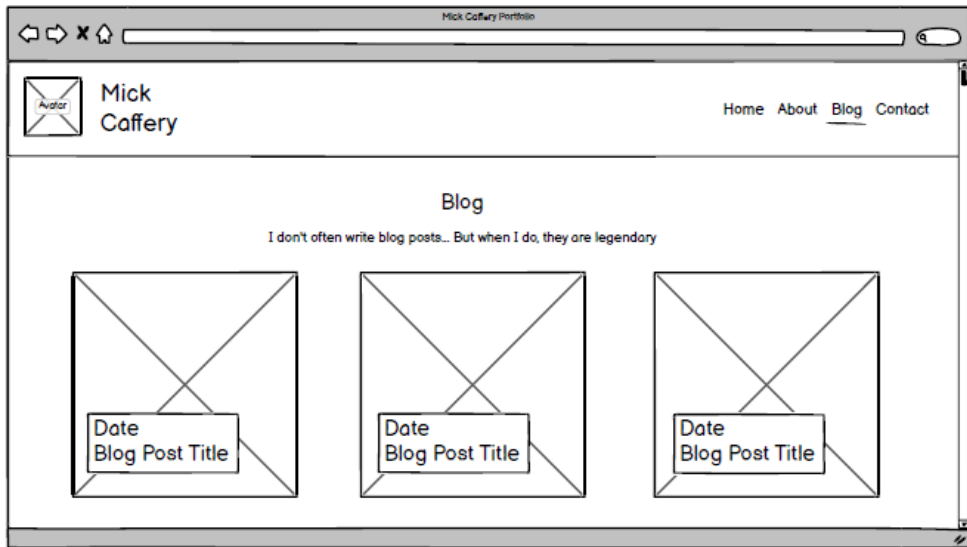 Mick Caffery Portfolio
Avatar
Mick
Caffery
Home About Blog Contact
Blog
I don't often write blog posts... But when I do, they are legendary
Date
Blog Post Title
Date
Blog Post Title
Date
Blog Post Title